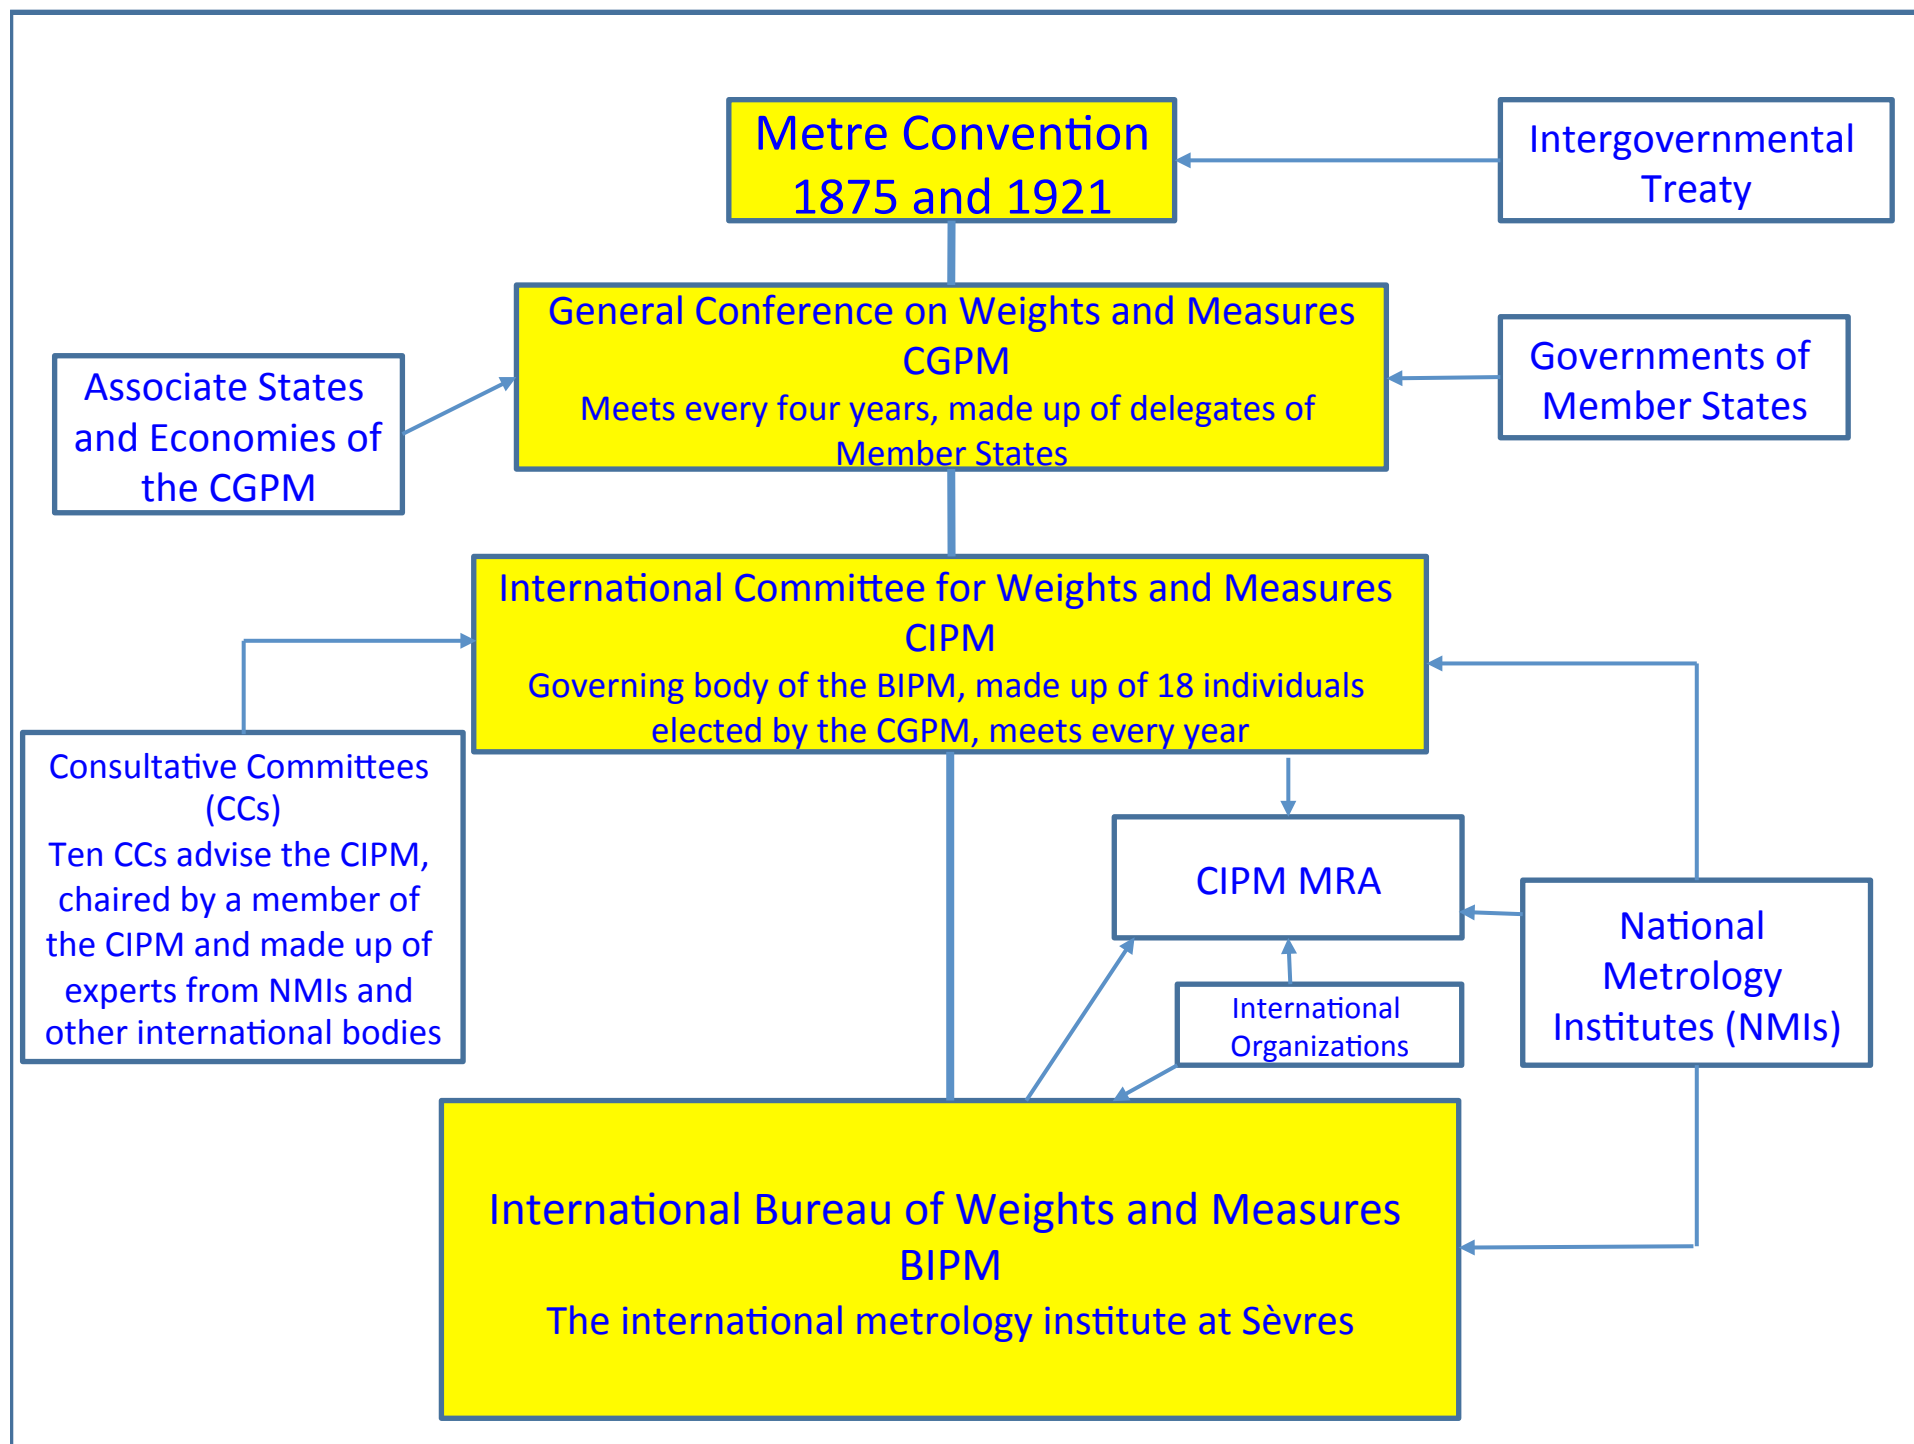 Metre Convention
1875 and 1921
Intergovernmental
Treaty
General Conference on Weights and Measures
CGPM
Meets every four years, made up of delegates of
Member States
Governments of
Member States
Associate States
and Economies of
the CGPM
International Committee for Weights and Measures
CIPM
Governing body of the BIPM, made up of 18 individuals
elected by the CGPM, meets every year
Consultative Committees
(CCs)
Ten CCs advise the CIPM,
chaired by a member of
the CIPM and made up of
experts from NMIs and
other international bodies
CIPM MRA
National
Metrology
Institutes (NMIs)
International
Organizations
International Bureau of Weights and Measures
BIPM
The international metrology institute at Sèvres